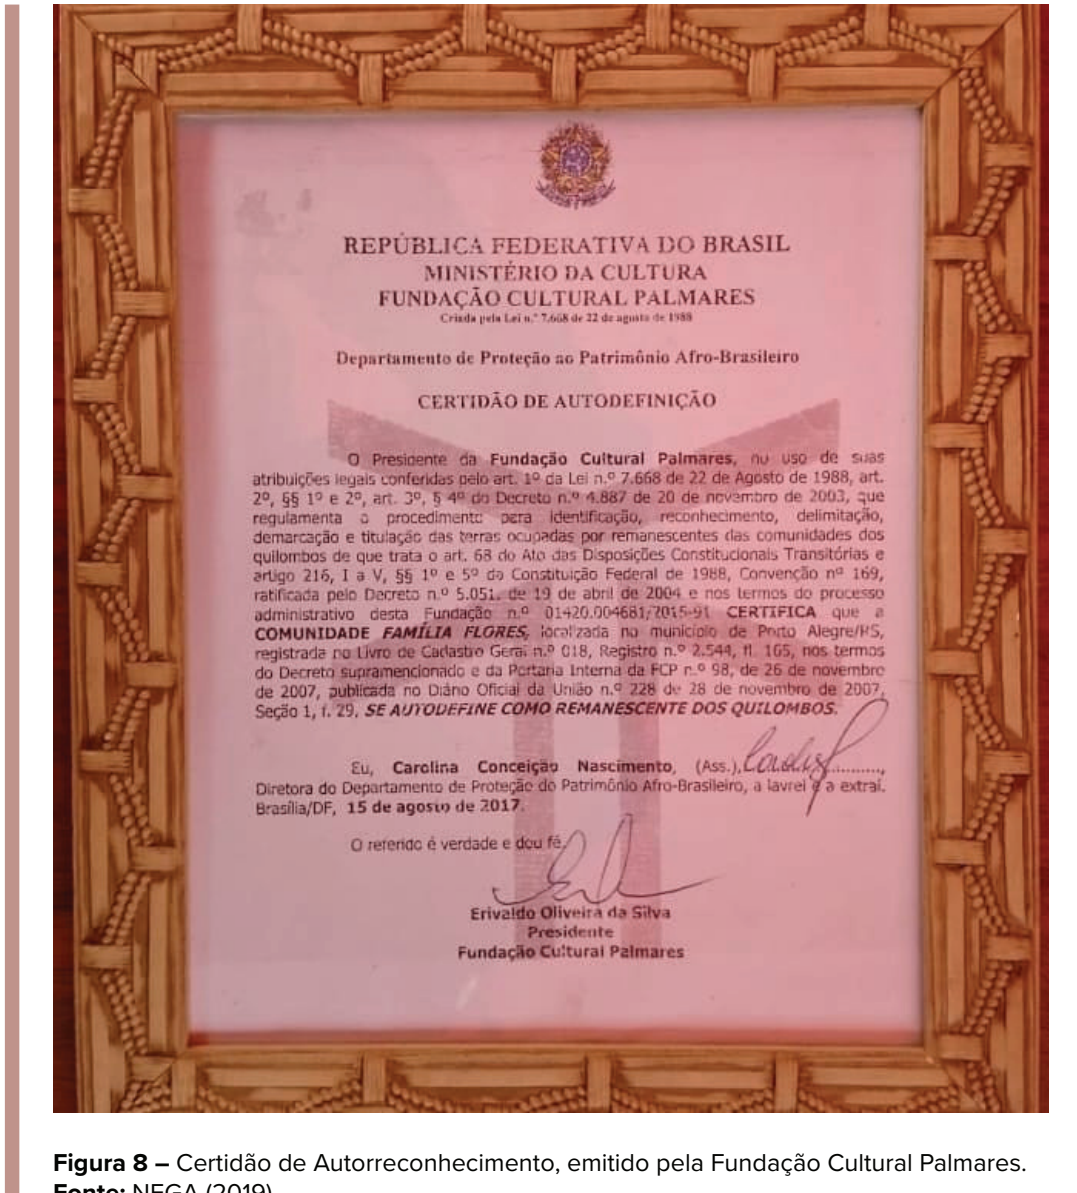 REPÚBLICA FEDERATIVA DO BRASIL
MINISTÉRIO DA CULTURA
FUNDAÇÃO CULTURAL PALMARES
Criada pela Lei n.º 7.668 de 22 de agosto de 1988
Departamento de Proteção ao Patrimônio Afro-Brasileiro
CERTIDÃO DE AUTODEFINIÇÃO
O Presidente da Fundação Cultural Palmares, no uso de suas
atribuições legais conferidas pelo art. 1º da Lei n.º 7.668 de 22 de Agosto de 1988, art.
2º, §§ 1º e 2º, art. 3º, § 4º do Decreto n.º 4.887 de 20 de novembro de 2003, que
regulamenta o procedimento para identificação, reconhecimento, delimitação,
demarcação e titulação das terras ocupadas por remanescentes das comunidades dos
quilombos de que trata o art. 68 do Ato das Disposições Constitucionais Transitórias e
artigo 216, I a V, §§ 1º e 5º da Constituição Federal de 1988, Convenção nº 169,
ratificada pelo Decreto n.º 5.051, de 19 de abril de 2004 e nos termos do processo
administrativo desta Fundação n.º 01420.004681/2015-91 CERTIFICA que a
COMUNIDADE FAMÍLIA FLORES, localizada no município de Porto Alegre/RS,
registrada no Livro de Cadastro Geral n.º 018, Registro n.º 2.544, fl. 165, nos termos
do Decreto supramencionado e da Portaria Interna da FCP n.º 98, de 26 de novembro
de 2007, publicada no Diário Oficial da União n.º 228 de 28 de novembro de 2007,
Seção 1, f. 29, SE AUTODEFINE COMO REMANESCENTE DOS QUILOMBOS.
Eu, Carolina Conceição Nascimento, (Ass.)..............,
Diretora do Departamento de Proteção do Patrimônio Afro-Brasileiro, a lavrei e a extraí.
Brasília/DF, 15 de agosto de 2017.
O referido é verdade e dou fé.
Erivaldo Oliveira da Silva
Presidente
Fundação Cultural Palmares
Figura 8 – Certidão de Autorreconhecimento, emitido pela Fundação Cultural Palmares.
Fonte: NEGA (2019)